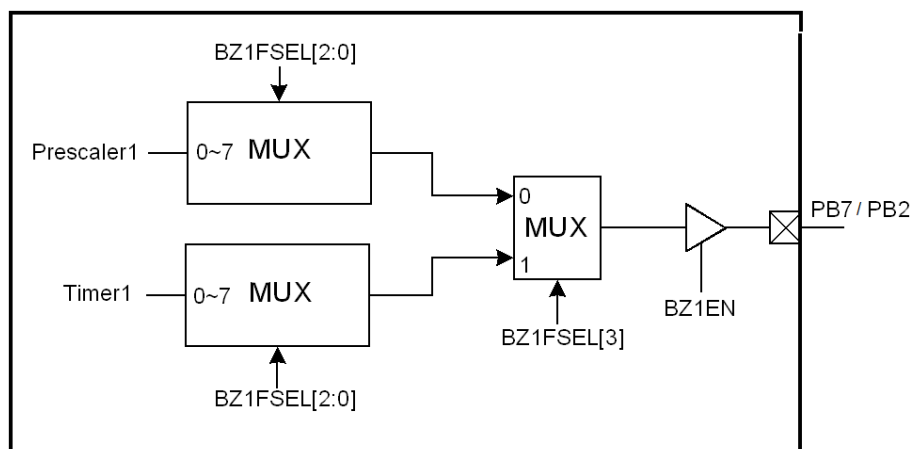 BZ1FSEL[2:0]
Prescaler1
0~7 MUX
0
MUX
1
PB7 / PB2
Timer1
0~7 MUX
BZ1EN
BZ1FSEL[3]
BZ1FSEL[2:0]